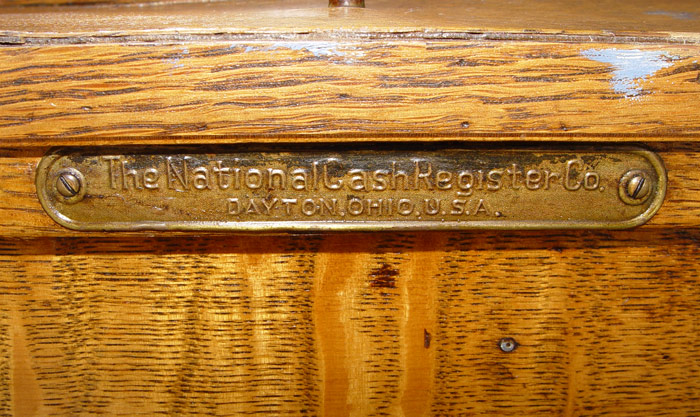 The National Cash Register Co.
DAYTON, OHIO, U.S.A.